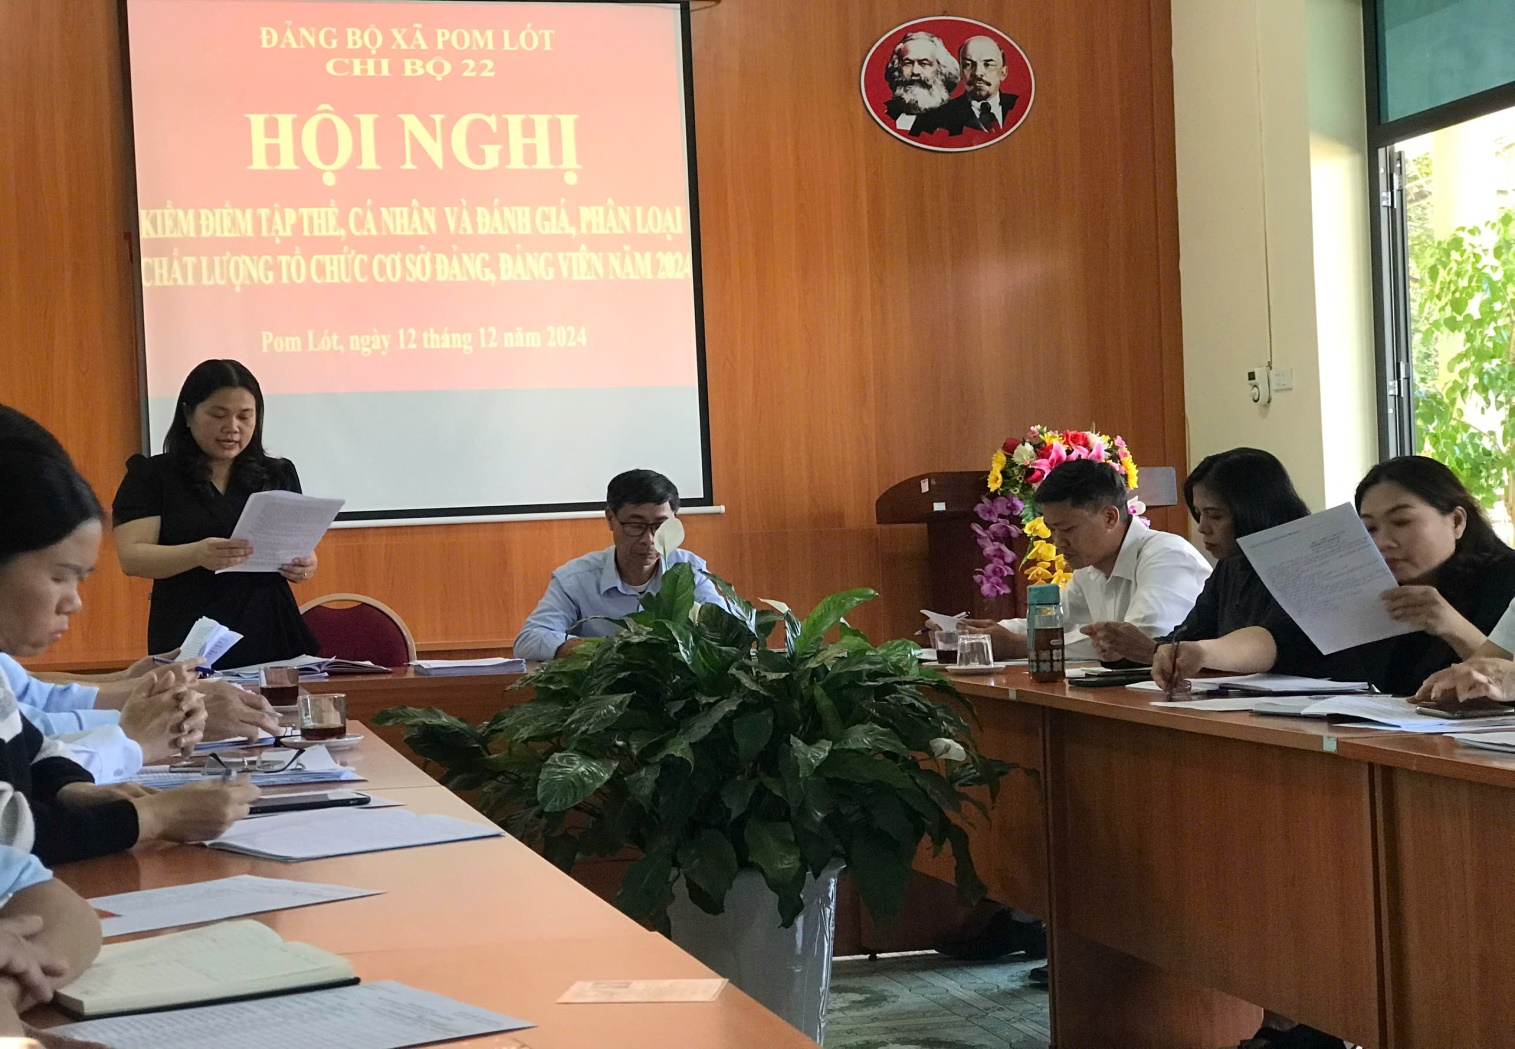 ĐẢNG BỘ XÃ POM LÓT
CHI BỘ 22
HỘI NGHỊ
KIỂM ĐIỂM TẬP THỂ, CÁ NHÂN VÀ ĐÁNH GIÁ, PHÂN LOẠI
CHẤT LƯỢNG TỔ CHỨC CƠ SỞ ĐẢNG, ĐẢNG VIÊN NĂM 2024
Pom Lót, ngày 12 tháng 12 năm 2024